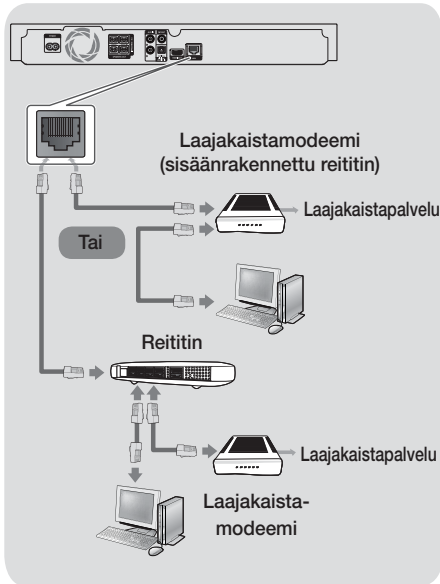 Laajakaistamodeemi
(sisäänrakennettu reititin)
Laajakaistapalvelu
Tai
Reititin
Laajakaistapalvelu
Laajakaista-
modeemi